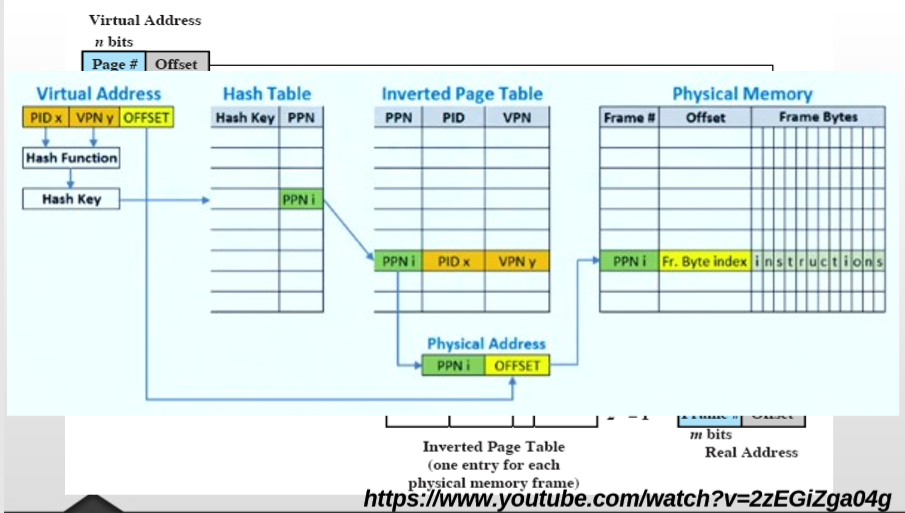 Virtual Address
n bits
Page # Offset
Virtual Address Hash Table Inverted Page Table Physical Memory
PID x VPN y OFFSET Hash Key PPN PPN PID VPN Frame # Offset Frame Bytes
Hash Function
Hash Key PPN i
PPN i PID x VPN y PPN i Fr. Byte index i n s t r u c t i o n s
Physical Address
PPN i OFFSET
m bits
Inverted Page Table Real Address
(one entry for each
physical memory frame)
https://www.youtube.com/watch?v=2zEGiZga04g